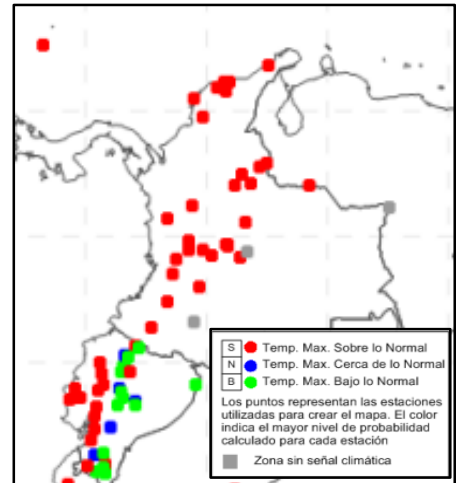 S Temp. Max. Sobre lo Normal
N Temp. Max. Cerca de lo Normal
B Temp. Max. Bajo lo Normal
Los puntos representan las estaciones
utilizadas para crear el mapa. El color
indica el mayor nivel de probabilidad
calculado para cada estación
Zona sin señal climática